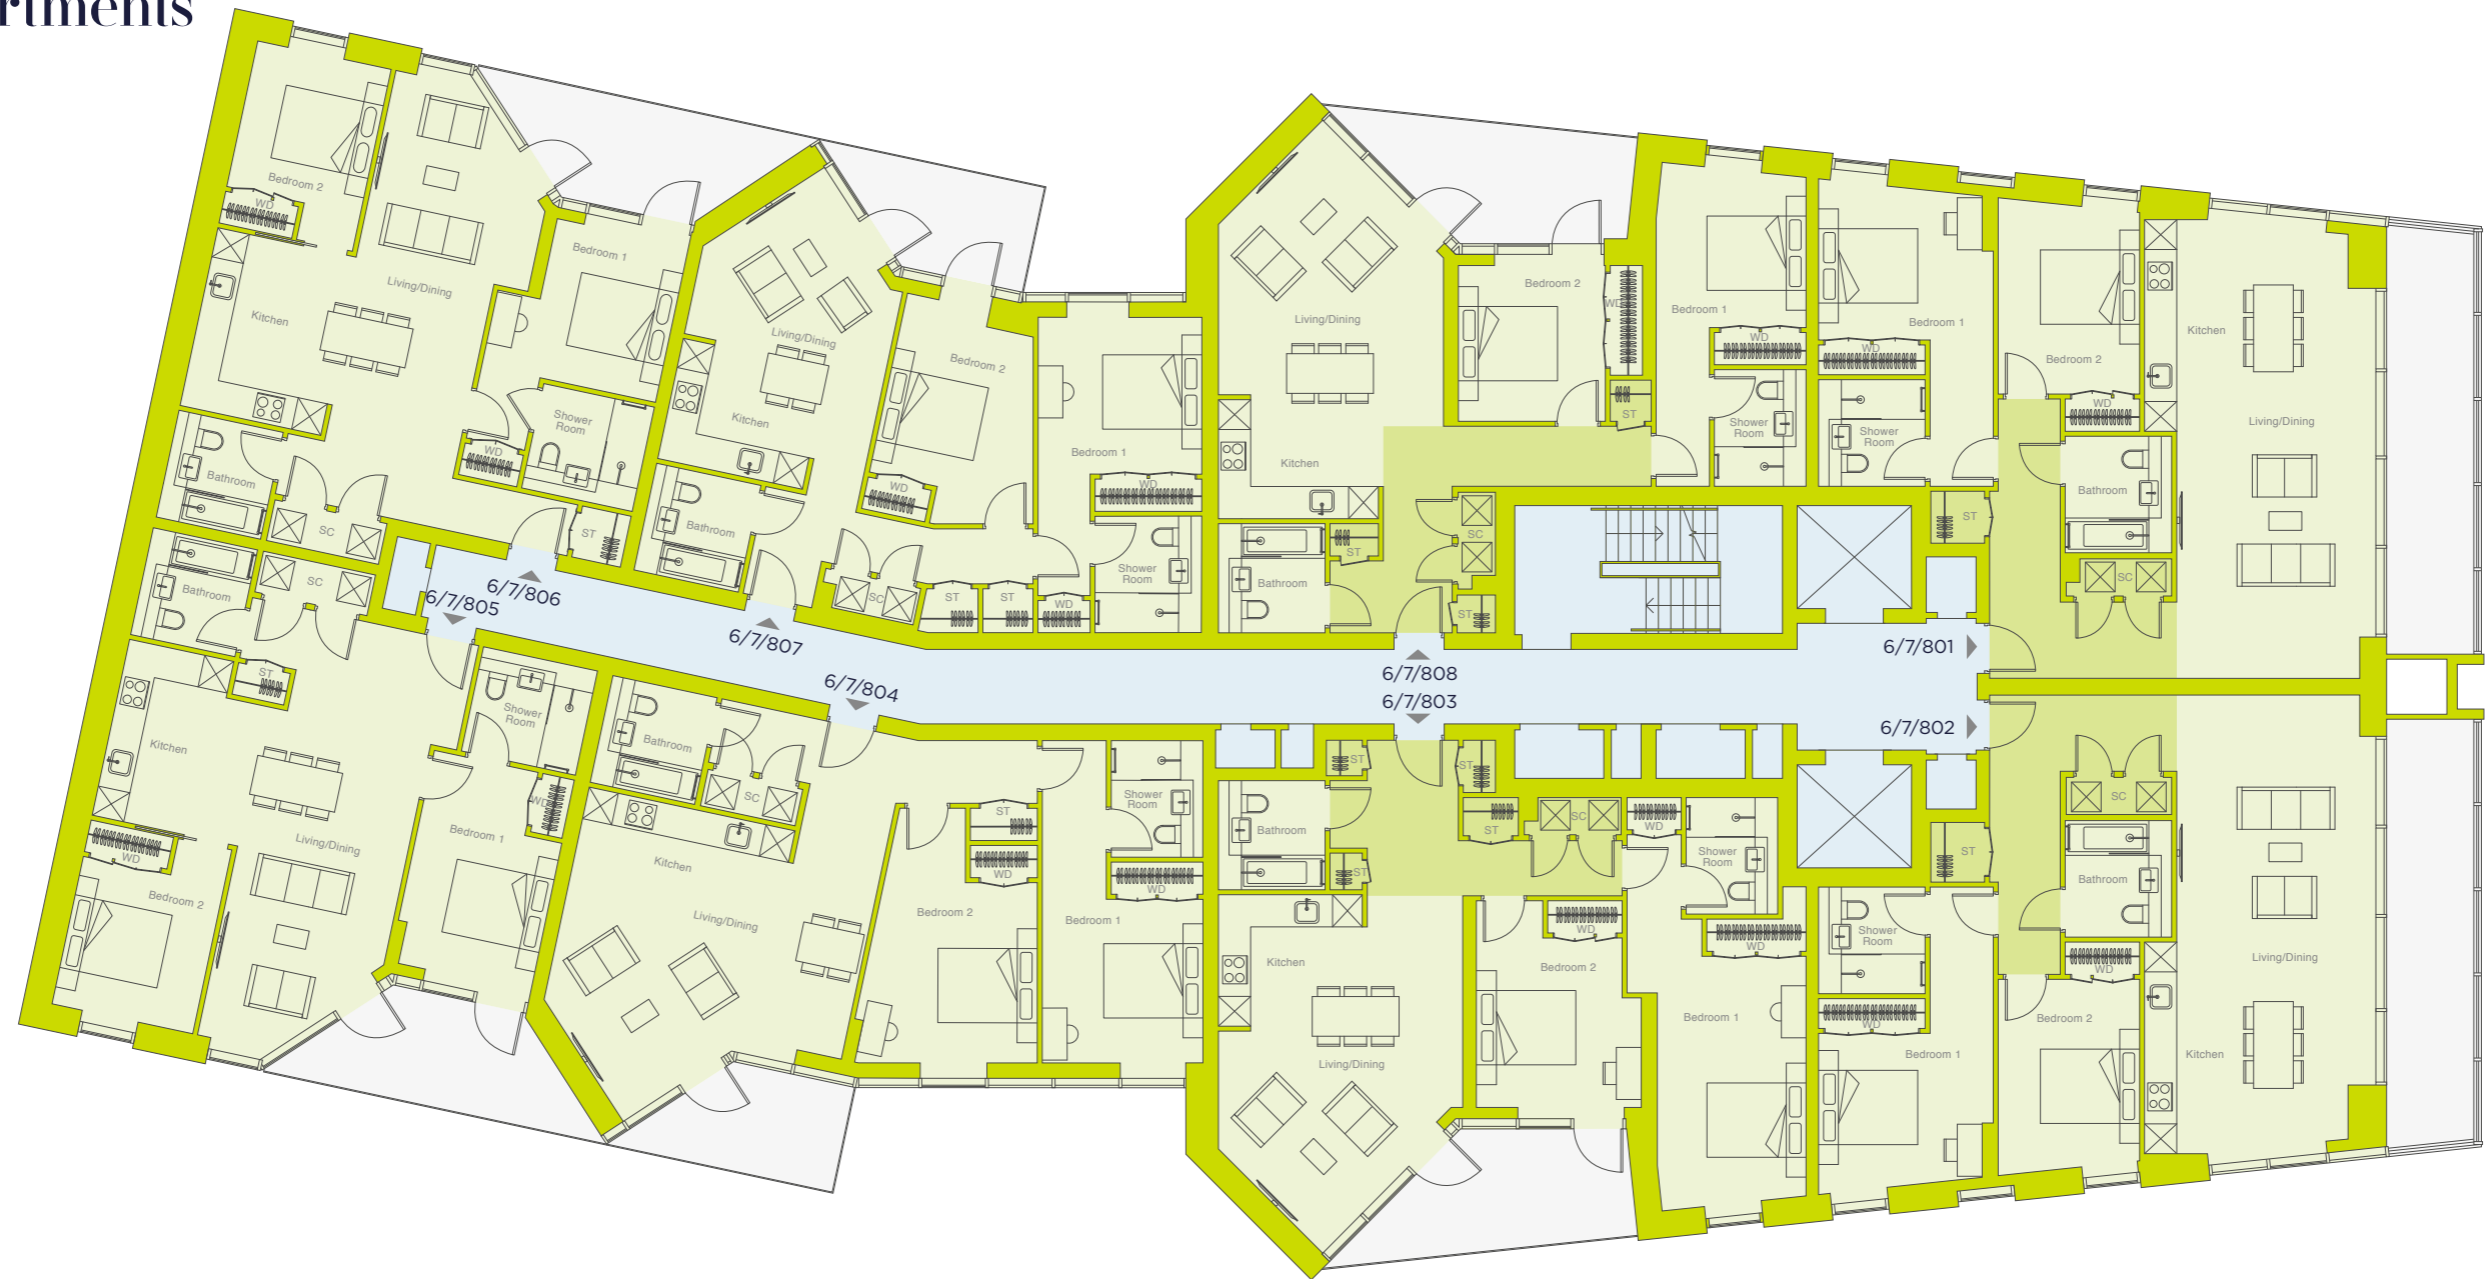 rtments
Bedroom 2
WD
Living/Dining
Kitchen
Bedroom 1
Shower
Room
WD
Bathroom
SC
ST
6/7/806
6/7/805
Living/Dining
Kitchen
Bathroom
Bedroom 2
WD
SC
ST
ST
WD
Bedroom 1
WD
Shower
Room
6/7/807
6/7/804
Living/Dining
Kitchen
Bathroom
ST
SC
ST
Bedroom 2
WD
ST
Bedroom 1
WD
Shower
Room
6/7/808
6/7/803
Bedroom 1
WD
Shower
Room
ST
Bedroom 2
WD
Bathroom
SC
Kitchen
Living/Dining
6/7/801
6/7/802
Bathroom
SC
ST
Kitchen
Living/Dining
Bedroom 2
WD
Shower
Room
WD
Bedroom 1
Bathroom
SC
Kitchen
Living/Dining
Bedroom 2
ST
WD
Shower
Room
WD
Bedroom 1
Bathroom
ST
ST
ST
ST
SC
Kitchen
Living/Dining
WD
Bedroom 2
WD
Shower
Room
WD
Bedroom 1
ST
Shower
Room
WD
Bedroom 1
SC
Bathroom
WD
Bedroom 2
Living/Dining
Kitchen